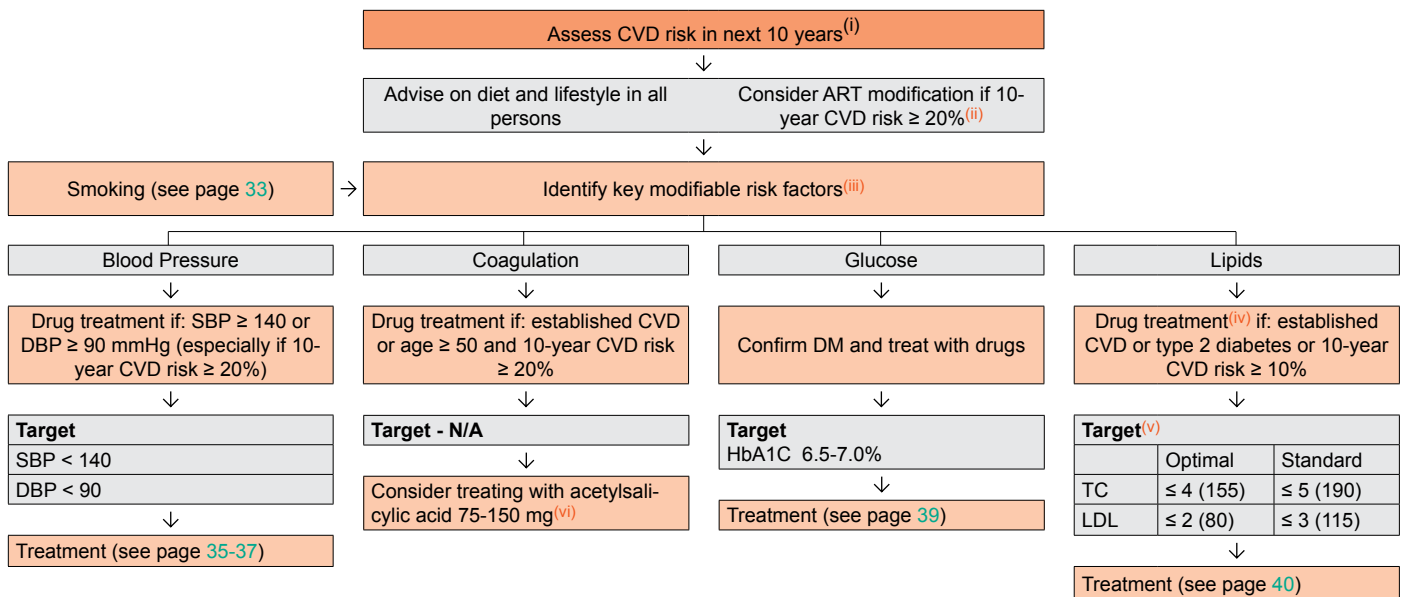 Assess CVD risk in next 10 years(i)
Advise on diet and lifestyle in all
persons
Consider ART modification if 10-
year CVD risk ≥ 20%(ii)
Smoking (see page 33)
Identify key modifiable risk factors(iii)
Blood Pressure
Drug treatment if: SBP ≥ 140 or
DBP ≥ 90 mmHg (especially if 10-
year CVD risk ≥ 20%)
Target
SBP < 140
DBP < 90
Treatment (see page 35-37)
Coagulation
Drug treatment if: established CVD
or age ≥ 50 and 10-year CVD risk
≥ 20%
Target - N/A
Consider treating with acetylsali-
cylic acid 75-150 mg(vi)
Glucose
Confirm DM and treat with drugs
Target
HbA1C 6.5-7.0%
Treatment (see page 39)
Lipids
Drug treatment(iv) if: established
CVD or type 2 diabetes or 10-year
CVD risk ≥ 10%
Target(v)
Optimal Standard
TC ≤ 4 (155) ≤ 5 (190)
LDL ≤ 2 (80) ≤ 3 (115)
Treatment (see page 40)